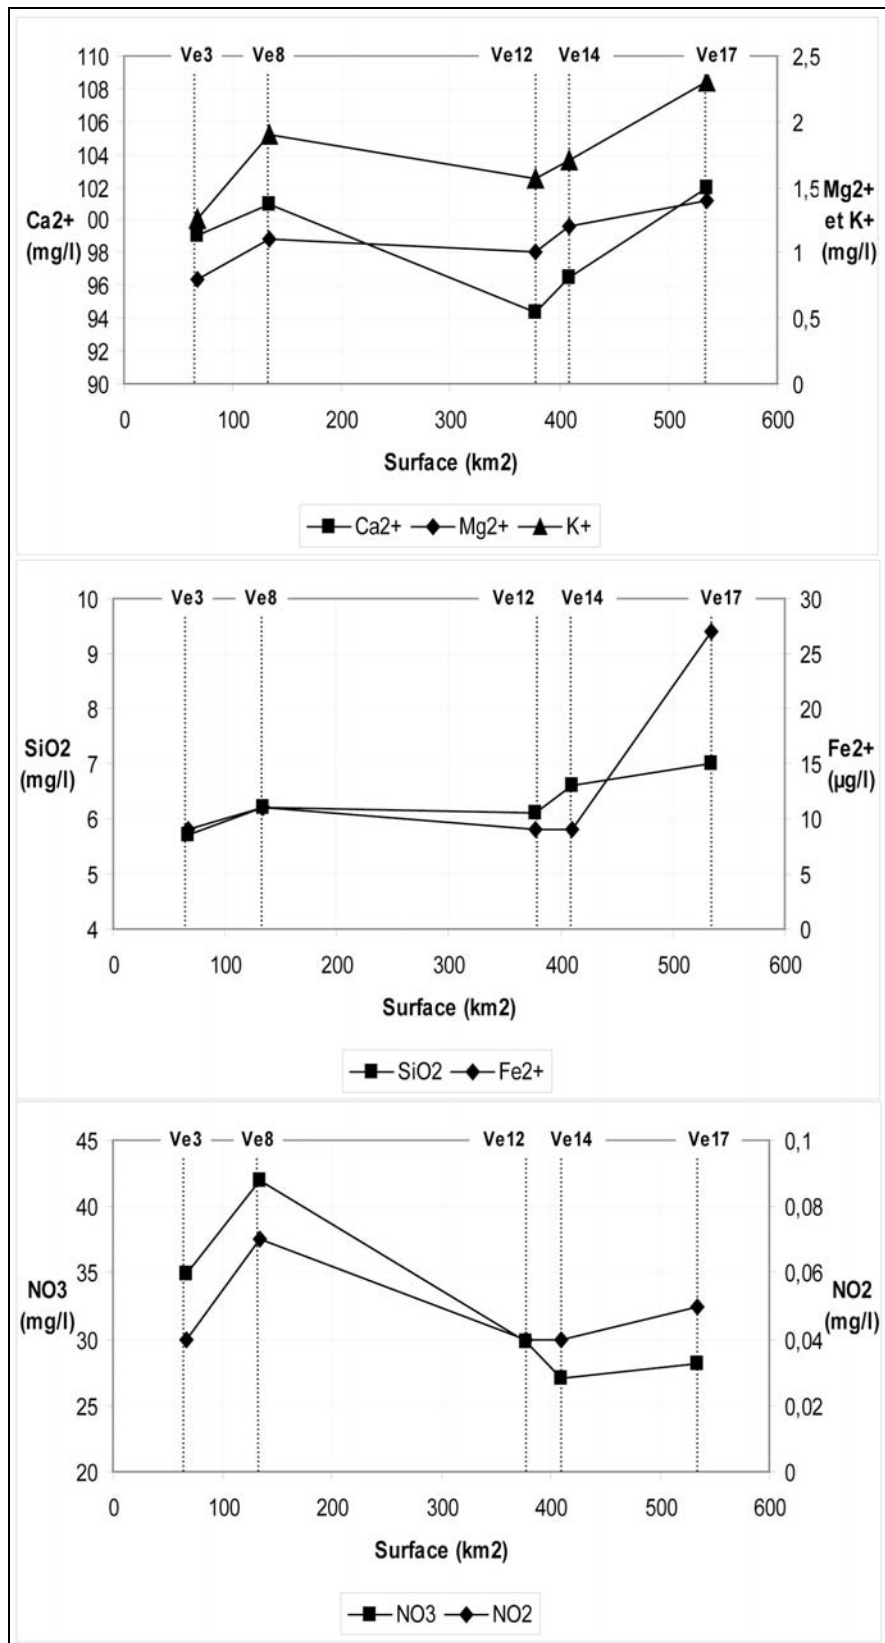 Ve3 Ve8 Ve12 Ve14 Ve17
110 2,5
108
106 2
104
102 1,5
Ca2+ 00 Mg2+
(mg/l) 98 1 et K+
96 (mg/l)
94 0,5
92
90 0
0 100 200 300 400 500 600
Surface (km2)
Ca2+ Mg2+ K+
Ve3 Ve8 Ve12 Ve14 Ve17
10 30
9 25
8 20
SiO2 7 15 Fe2+
(mg/l) (µg/l)
6 10
5 5
4 0
0 100 200 300 400 500 600
Surface (km2)
SiO2 Fe2+
Ve3 Ve8 Ve12 Ve14 Ve17
45 0,1
40 0,08
35 0,06
NO3 NO2
(mg/l) 30 0,04 (mg/l)
25 0,02
20 0
0 100 200 300 400 500 600
Surface (km2)
NO3 NO2